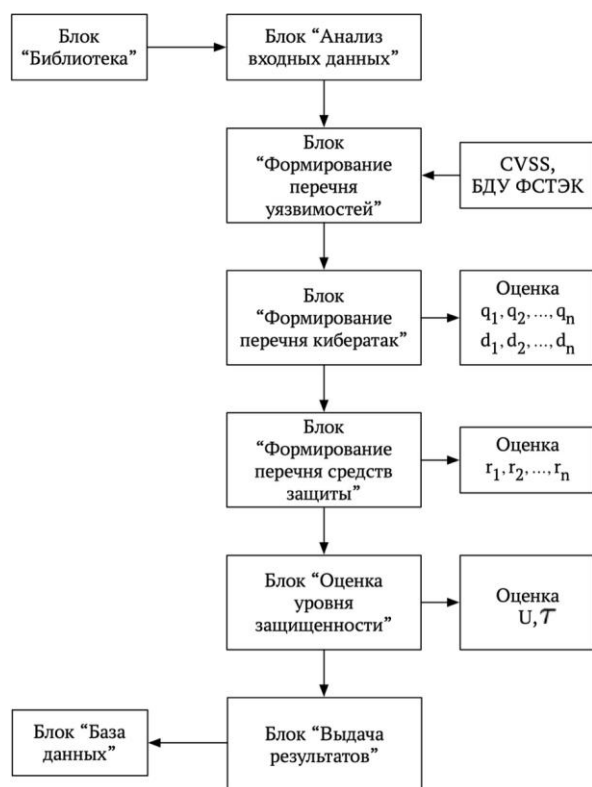 Блок
“Библиотека”
Блок “Анализ
входных данных”
Блок
“Формирование
перечня
уязвимостей”
CVSS,
БДУ ФСТЭК
Блок
“Формирование
перечня кибератак”
Оценка
q₁, q₂, ..., qₙ
d₁, d₂, ..., dₙ
Блок
“Формирование
перечня средств
защиты”
Оценка
r₁, r₂, ..., rₙ
Блок “Оценка
уровня
защищенности”
Оценка
U, τ
Блок “База
данных”
Блок “Выдача
результатов”